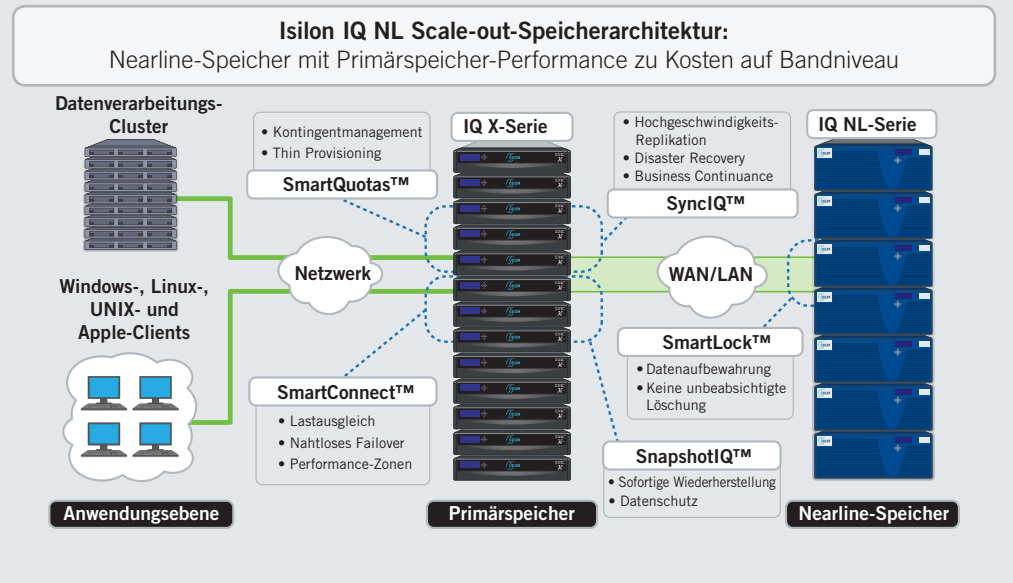 Isilon IQ NL Scale-out-Speicherarchitektur:
Nearline-Speicher mit Primärspeicher-Performance zu Kosten auf Bandniveau
Datenverarbeitungs-
Cluster
• Kontingentmanagement
• Thin Provisioning
SmartQuotas™
IQ X-Serie
• Hochgeschwindigkeits-
Replikation
• Disaster Recovery
• Business Continuance
SyncIQ™
IQ NL-Serie
Netzwerk
WAN/LAN
Windows-, Linux-,
UNIX- und
Apple-Clients
SmartConnect™
• Lastausgleich
• Nahtloses Failover
• Performance-Zonen
SmartLock™
• Datenaufbewahrung
• Keine unbeabsichtigte
Löschung
SnapshotIQ™
• Sofortige Wiederherstellung
• Datenschutz
Anwendungsebene
Primärspeicher
Nearline-Speicher